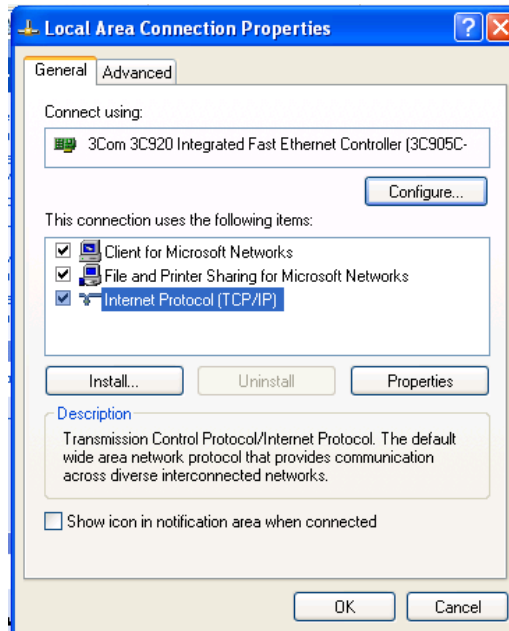 Local Area Connection Properties
General
Advanced
Connect using:
3Com 3C920 Integrated Fast Ethernet Controller (3C905C-
Configure...
This connection uses the following items:
Client for Microsoft Networks
File and Printer Sharing for Microsoft Networks
Internet Protocol (TCP/IP)
Install...
Uninstall
Properties
Description
Transmission Control Protocol/Internet Protocol. The default
wide area network protocol that provides communication
across diverse interconnected networks.
Show icon in notification area when connected
OK
Cancel